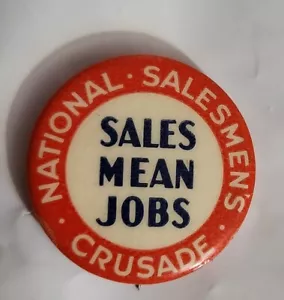 NATIONAL · SALESMEN'S
· CRUSADE ·
SALES
MEAN
JOBS